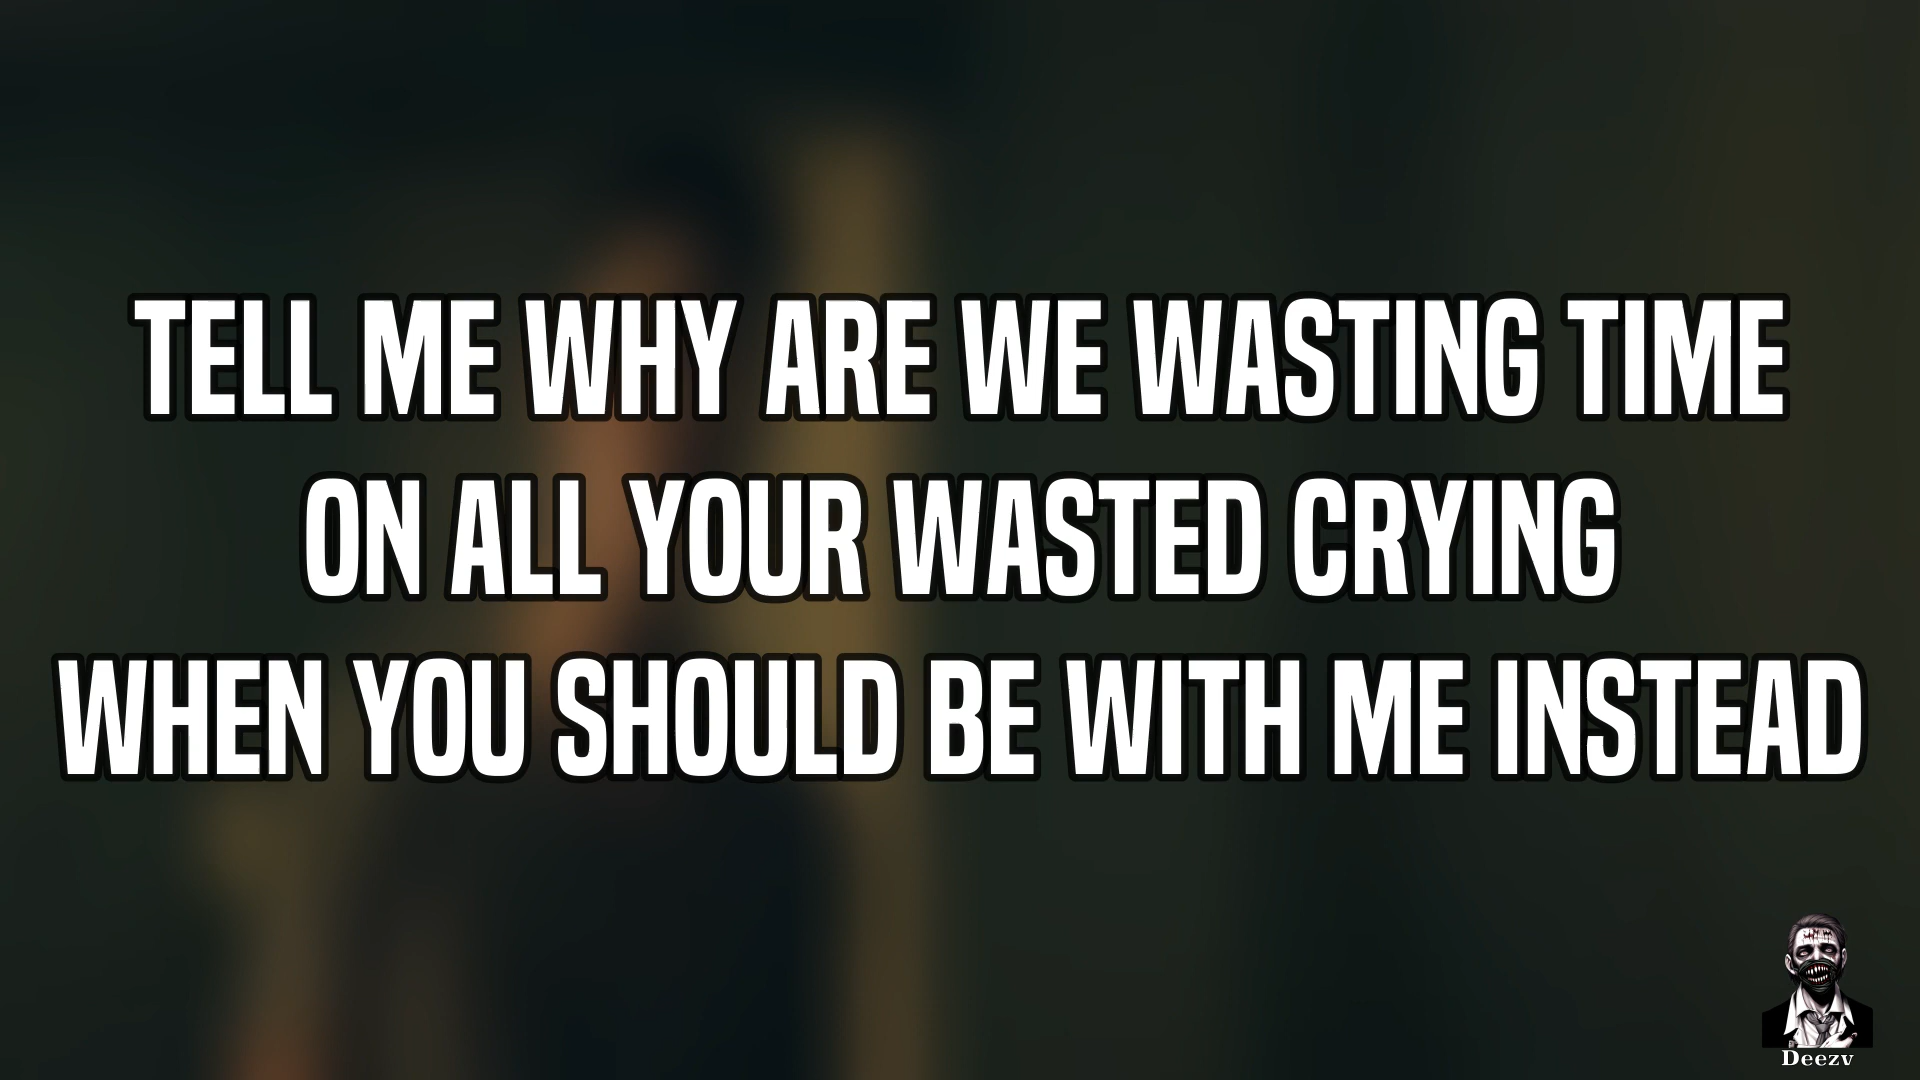 TELL ME WHY ARE WE WASTING TIME
ON ALL YOUR WASTED CRYING
WHEN YOU SHOULD BE WITH ME INSTEAD
Deezv